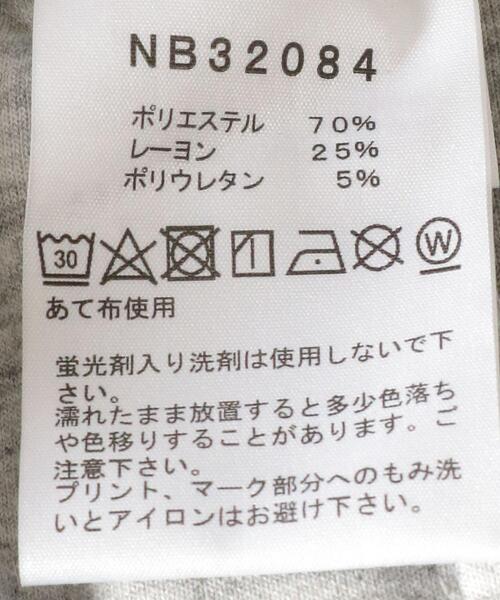 NB32084
ポリエステル 70%
レーヨン 25%
ポリウレタン 5%
30 W
あて布使用
蛍光剤入り洗剤は使用しないで下
さい。
濡れたまま放置すると多少色落ち
や色移りすることがあります。ご
注意下さい。
プリント、マーク部分へのもみ洗
いとアイロンはお避け下さい。